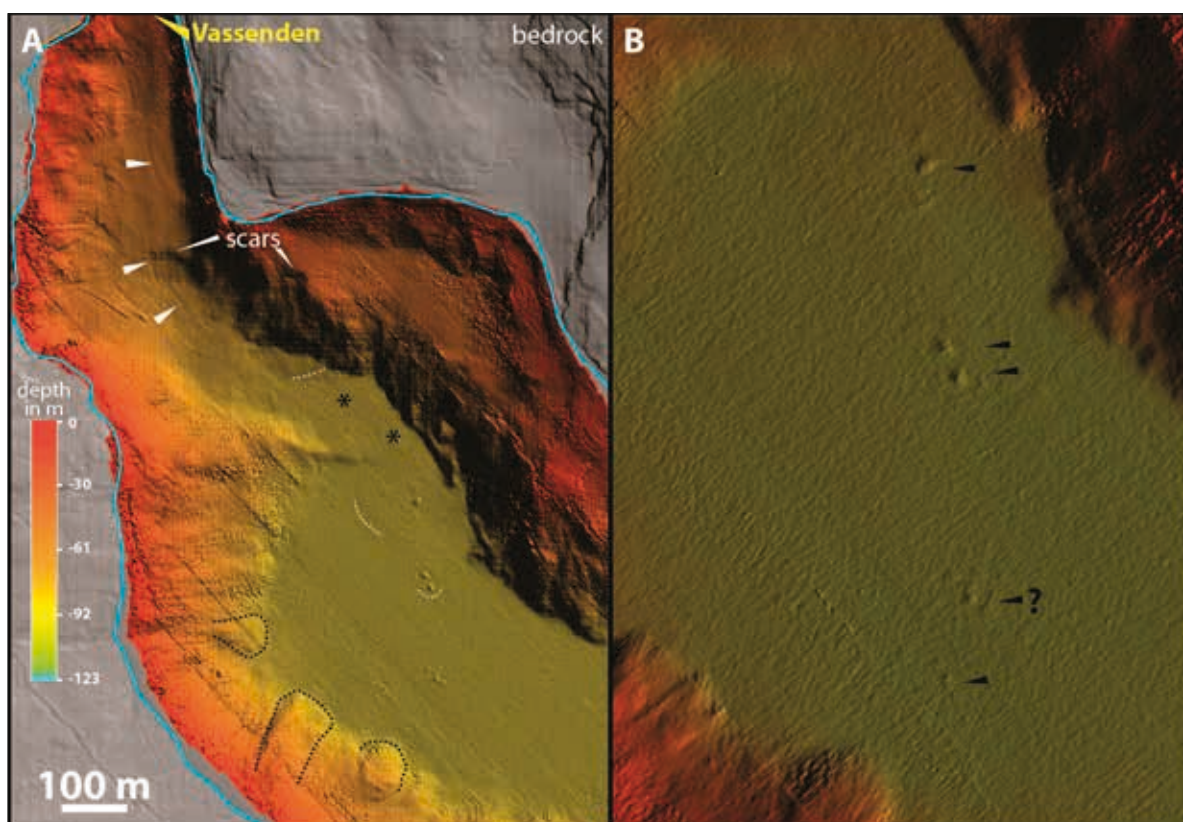 A
Vassenden
bedrock
B
scars
depth
in m
0
-30
-61
-92
-123
*
*
?
100 m